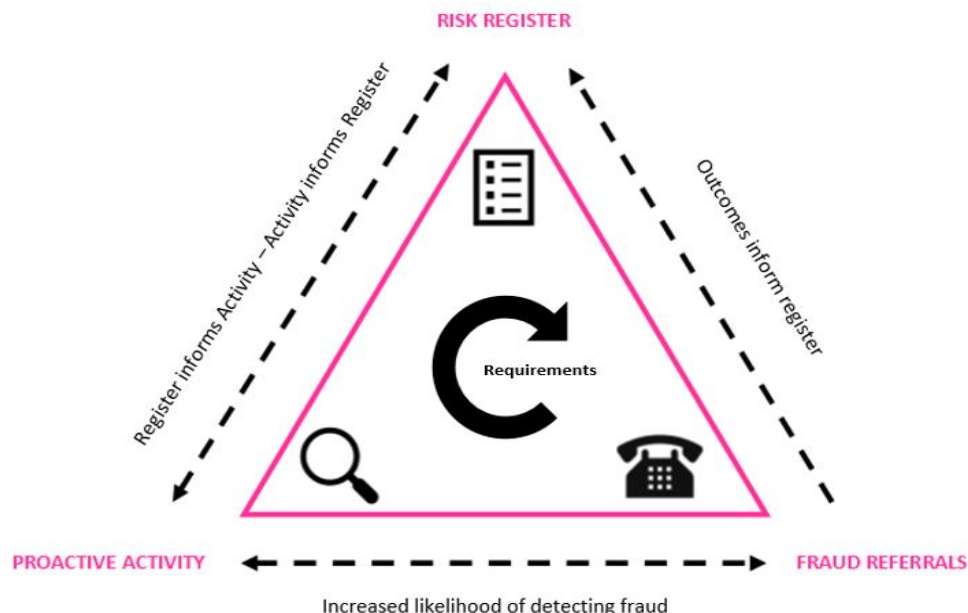 RISK REGISTER
Register informs Activity – Activity informs Register
Outcomes inform register
Requirements
PROACTIVE ACTIVITY
FRAUD REFERRALS
Increased likelihood of detecting fraud